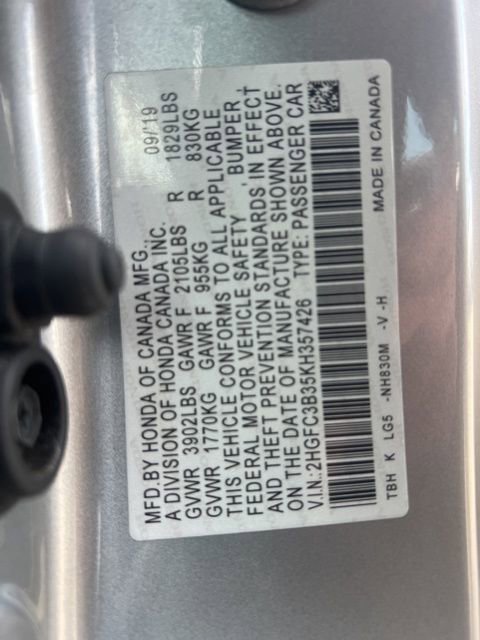 MFD.BY HONDA OF CANADA MFG., 09/19
A DIVISION OF HONDA CANADA INC.
GVWR 3902LBS GAWR F 2105LBS R 1829LBS
GVWR 1770KG GAWR F 955KG R 830KG
THIS VEHICLE CONFORMS TO ALL APPLICABLE
FEDERAL MOTOR VEHICLE SAFETY , BUMPER ,
AND THEFT PREVENTION STANDARDS IN EFFECT
ON THE DATE OF MANUFACTURE SHOWN ABOVE.
V.I.N.:2HGFC3B35KH357426 TYPE: PASSENGER CAR
TBH K LG5 -NH830M -V -H MADE IN CANADA